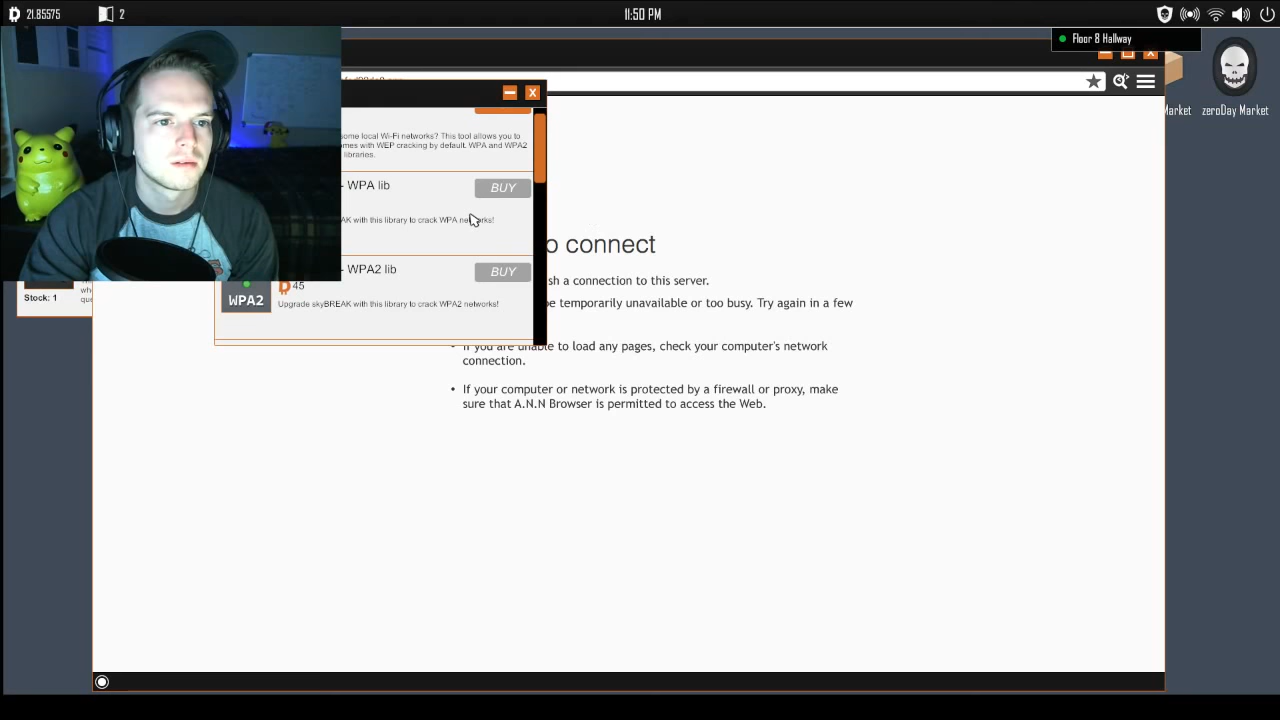 21.85575
2
11:50 PM
Floor 8 Hallway
Market
zeroDay Market
some local Wi-Fi networks? This tool allows you to
omes with WEP cracking by default. WPA and WPA2
libraries.
- WPA lib
BUY
AK with this library to crack WPA networks!
- WPA2 lib
BUY
45
WPA2
Upgrade skyBREAK with this library to crack WPA2 networks!
Stock: 1
o connect
sh a connection to this server.
be temporarily unavailable or too busy. Try again in a few
• If you are unable to load any pages, check your computer's network
connection.
• If your computer or network is protected by a firewall or proxy, make
sure that A.N.N Browser is permitted to access the Web.